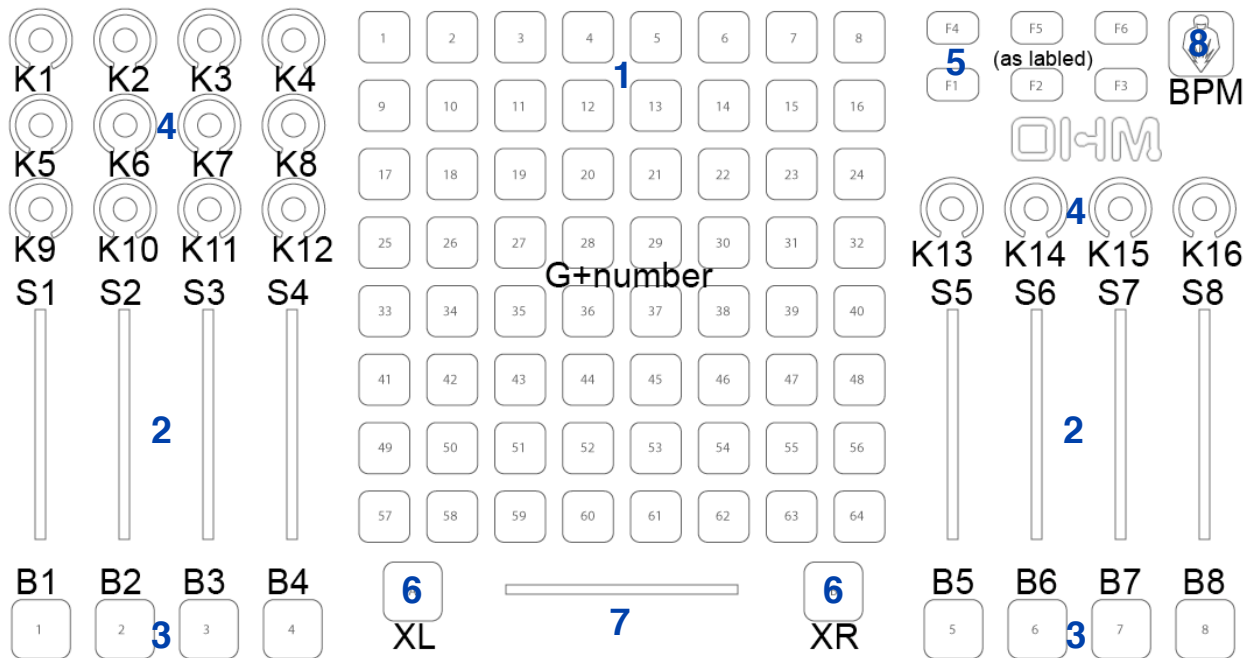 1 2 3 4 5 6 7 8
F4 F5 F6
8
K1 K2 K3 K4
1
5 (as labled)
F1 F2 F3
BPM
9 10 11 12 13 14 15 16
4
K5 K6 K7 K8
OHM
17 18 19 20 21 22 23 24
4
K9 K10 K11 K12
25 26 27 28 29 30 31 32
K13 K14 K15 K16
G+number
S1 S2 S3 S4
S5 S6 S7 S8
33 34 35 36 37 38 39 40
41 42 43 44 45 46 47 48
2
2
49 50 51 52 53 54 55 56
57 58 59 60 61 62 63 64
B1 B2 B3 B4
6
6
B5 B6 B7 B8
7
1 2 3 3 4
XL
XR
5 6 3 7 8